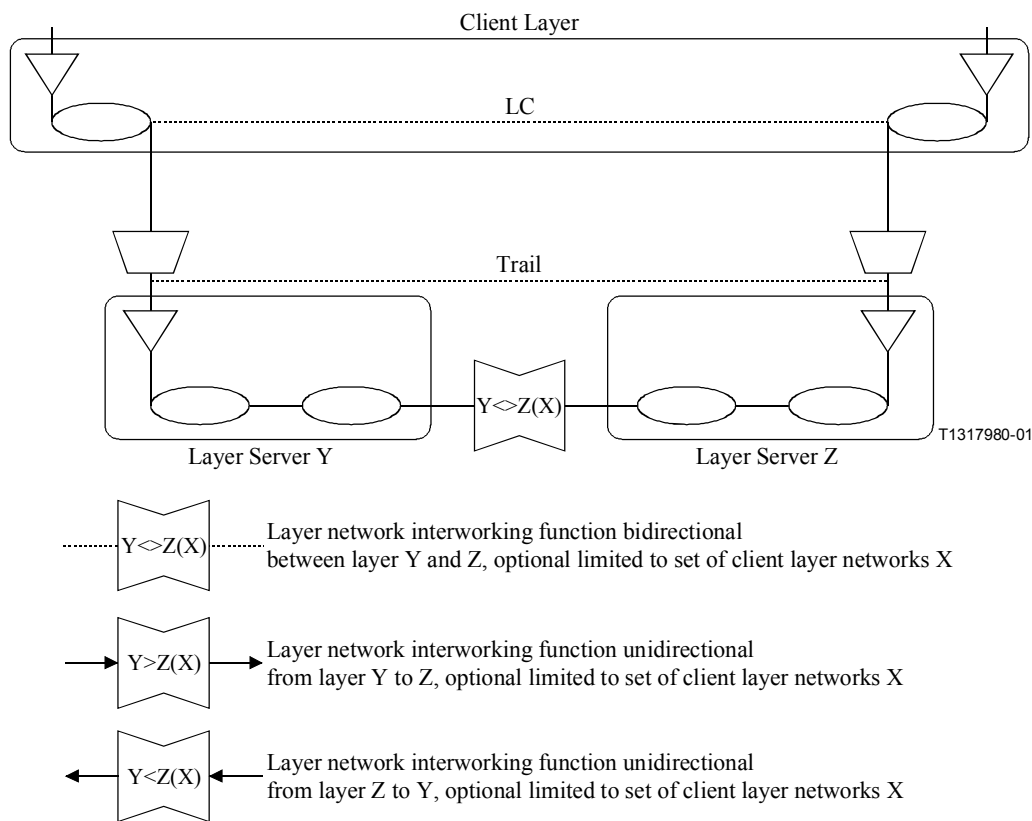 Client Layer
LC
Trail
Y<>Z(X)
T1317980-01
Layer Server Y
Layer Server Z
Y<>Z(X)
Layer network interworking function bidirectional
between layer Y and Z, optional limited to set of client layer networks X
Y>Z(X)
Layer network interworking function unidirectional
from layer Y to Z, optional limited to set of client layer networks X
Y<Z(X)
Layer network interworking function unidirectional
from layer Z to Y, optional limited to set of client layer networks X